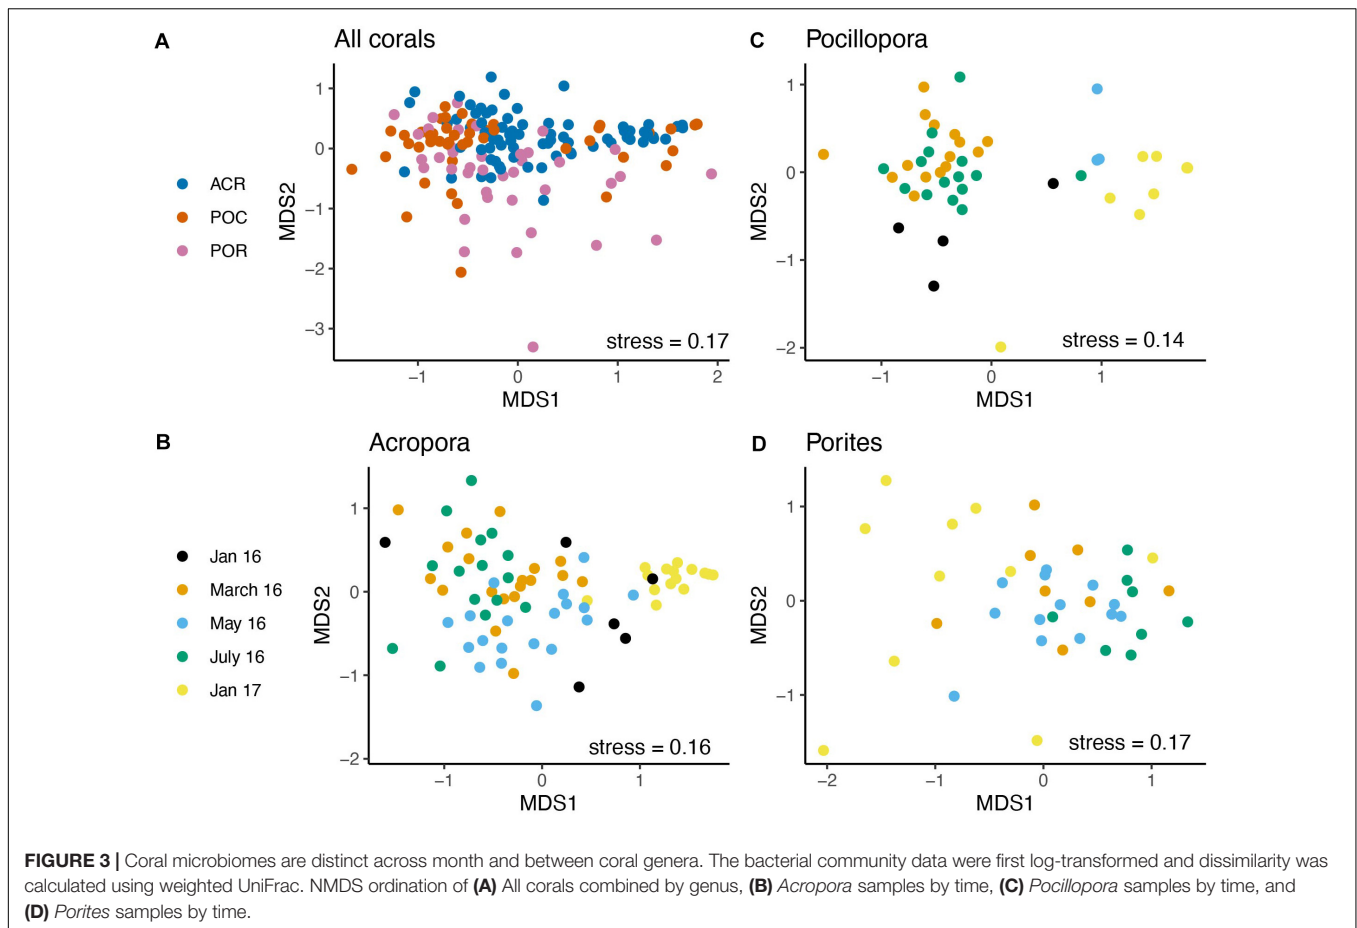 A
All corals
ACR
POC
POR
MDS2
1
0
−1
−2
−3
stress = 0.17
−1
0
1
2
MDS1
C
Pocillopora
MDS2
1
0
−1
−2
stress = 0.14
−1
0
1
MDS1
B
Acropora
Jan 16
March 16
May 16
July 16
Jan 17
MDS2
1
0
−1
−2
stress = 0.16
−1
0
1
MDS1
D
Porites
MDS2
1
0
−1
stress = 0.17
−2
−1
0
1
MDS1
FIGURE 3 | Coral microbiomes are distinct across month and between coral genera. The bacterial community data were first log-transformed and dissimilarity was
calculated using weighted UniFrac. NMDS ordination of (A) All corals combined by genus, (B) Acropora samples by time, (C) Pocillopora samples by time, and
(D) Porites samples by time.